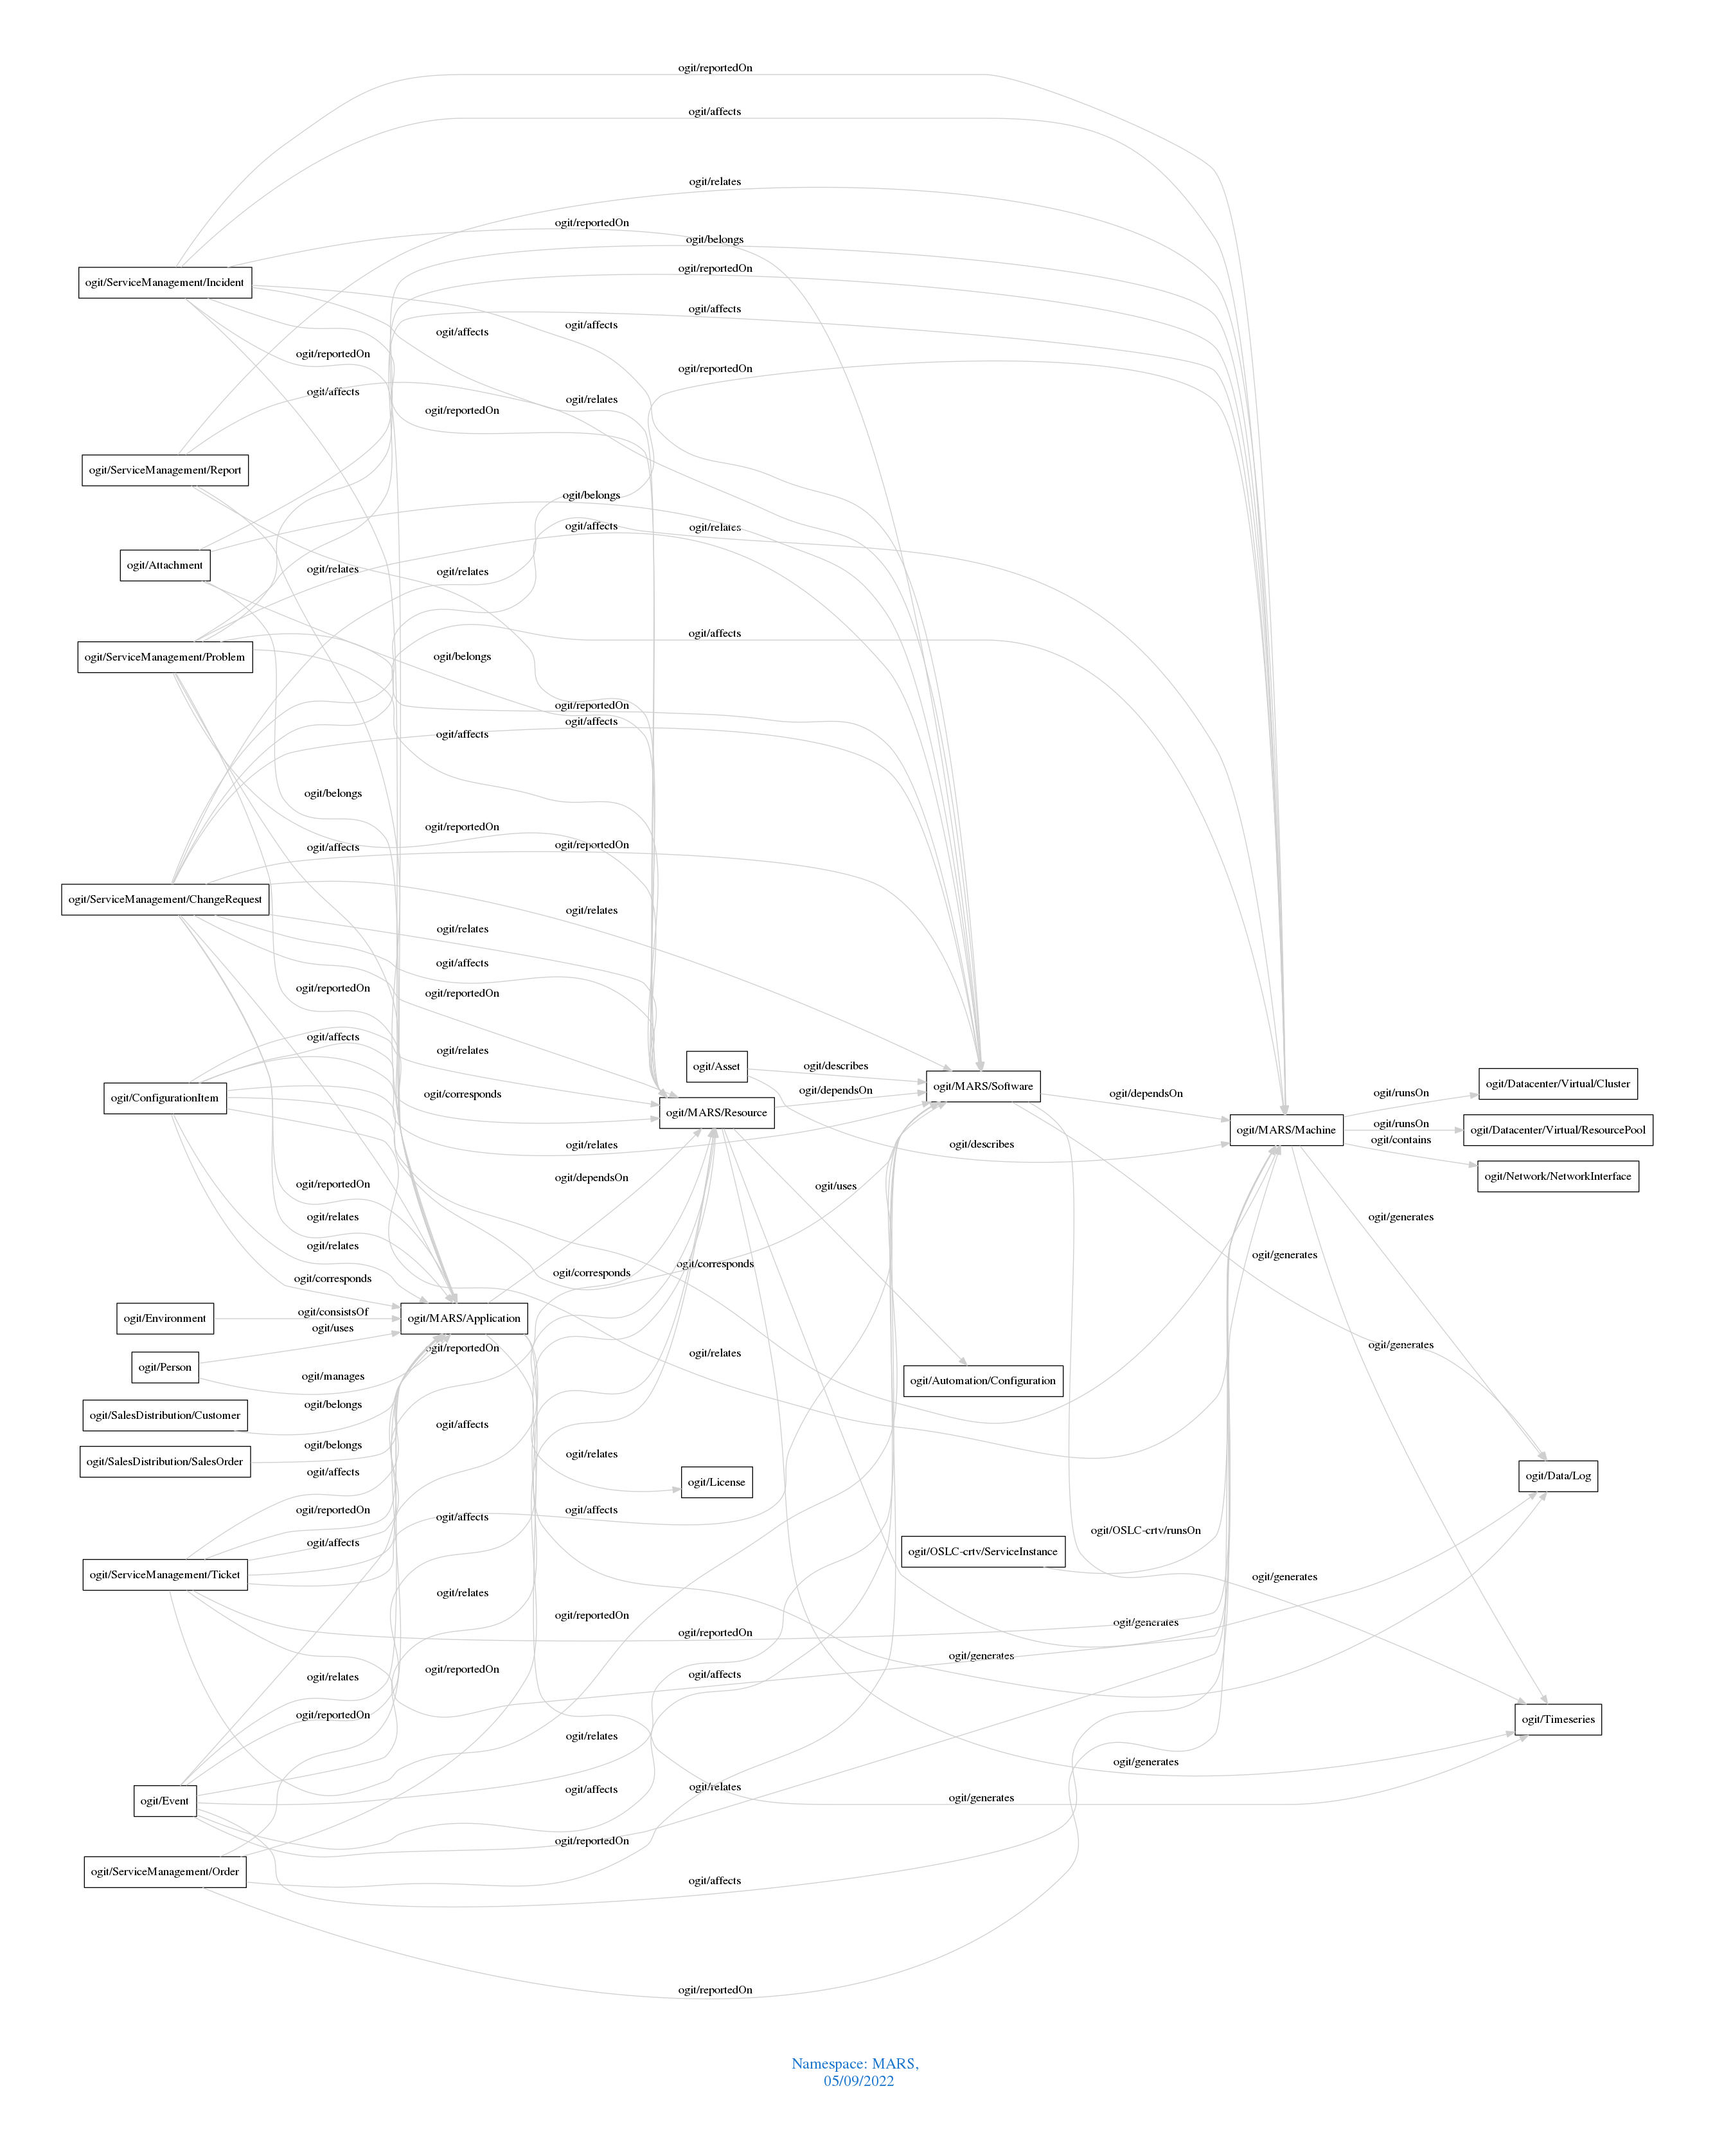 ogit/reportedOn
ogit/affects
ogit/relates
ogit/reportedOn
ogit/belongs
ogit/reportedOn
ogit/ServiceManagement/Incident
ogit/affects
ogit/affects
ogit/affects
ogit/reportedOn
ogit/reportedOn
ogit/affects
ogit/relates
ogit/reportedOn
ogit/ServiceManagement/Report
ogit/belongs
ogit/affects
ogit/relates
ogit/Attachment
ogit/relates
ogit/relates
ogit/affects
ogit/ServiceManagement/Problem
ogit/belongs
ogit/reportedOn
ogit/affects
ogit/affects
ogit/belongs
ogit/reportedOn
ogit/affects
ogit/reportedOn
ogit/ServiceManagement/ChangeRequest
ogit/relates
ogit/relates
ogit/affects
ogit/reportedOn
ogit/reportedOn
ogit/affects
ogit/relates
ogit/Asset
ogit/describes
ogit/Datacenter/Virtual/Cluster
ogit/MARS/Software
ogit/dependsOn
ogit/dependsOn
ogit/runsOn
ogit/ConfigurationItem
ogit/corresponds
ogit/MARS/Resource
ogit/runsOn
ogit/MARS/Machine
ogit/Datacenter/Virtual/ResourcePool
ogit/contains
ogit/relates
ogit/describes
ogit/Network/NetworkInterface
ogit/dependsOn
ogit/reportedOn
ogit/uses
ogit/relates
ogit/generates
ogit/relates
ogit/generates
ogit/corresponds
ogit/corresponds
ogit/corresponds
ogit/consistsOf
ogit/Environment
ogit/MARS/Application
ogit/uses
ogit/reportedOn
ogit/generates
ogit/relates
ogit/Person
ogit/manages
ogit/Automation/Configuration
ogit/belongs
ogit/SalesDistribution/Customer
ogit/affects
ogit/belongs
ogit/relates
ogit/SalesDistribution/SalesOrder
ogit/affects
ogit/License
ogit/Data/Log
ogit/reportedOn
ogit/affects
ogit/affects
ogit/OSLC-crtv/runsOn
ogit/affects
ogit/OSLC-crtv/ServiceInstance
ogit/ServiceManagement/Ticket
ogit/generates
ogit/relates
ogit/reportedOn
ogit/generates
ogit/reportedOn
ogit/generates
ogit/reportedOn
ogit/relates
ogit/affects
ogit/reportedOn
ogit/Timeseries
ogit/relates
ogit/generates
ogit/relates
ogit/affects
ogit/Event
ogit/generates
ogit/reportedOn
ogit/ServiceManagement/Order
ogit/affects
ogit/reportedOn
Namespace: MARS,
05/09/2022